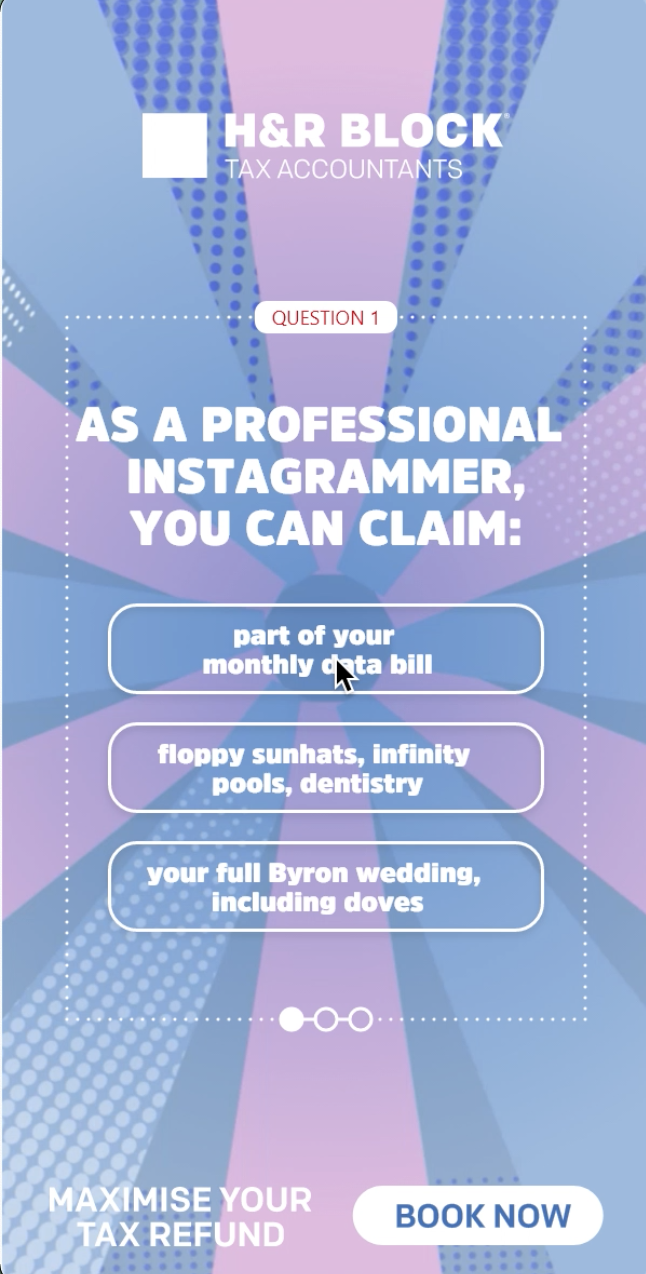 H&R BLOCK
TAX ACCOUNTANTS
QUESTION 1
AS A PROFESSIONAL
INSTAGRAMMER,
YOU CAN CLAIM:
part of your
monthly data bill
floppy sunhats, infinity
pools, dentistry
your full Byron wedding,
including doves
MAXIMISE YOUR
TAX REFUND
BOOK NOW